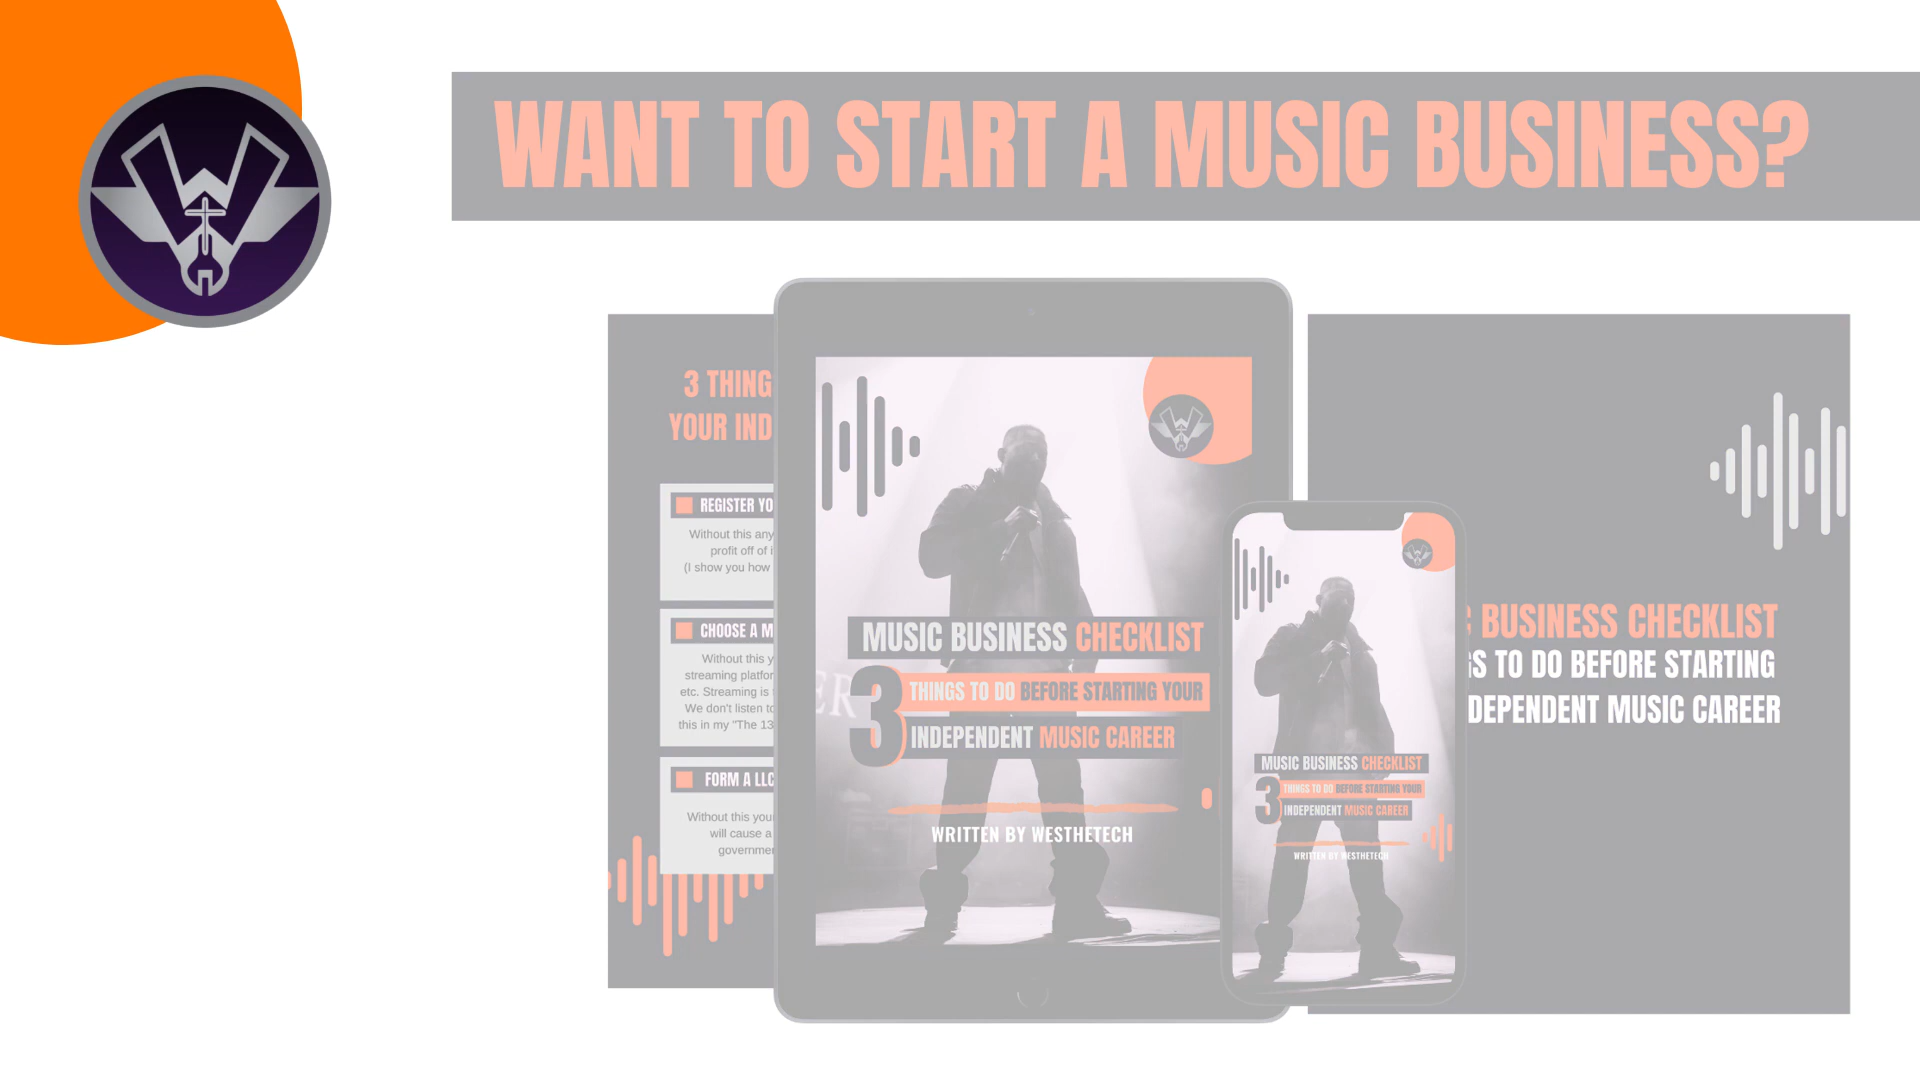 WANT TO START A MUSIC BUSINESS?
3 THING
YOUR IND
REGISTER YO
Without this any
profit off of i
(I show you how
CHOOSE A M
Without this y
streaming platfor
etc. Streaming is
We don't listen to
this in my "The 13
FORM A LLC
Without this your
will cause a
governme
MUSIC BUSINESS CHECKLIST
3 THINGS TO DO BEFORE STARTING YOUR
INDEPENDENT MUSIC CAREER
WRITTEN BY WESTHETECH
MUSIC BUSINESS CHECKLIST
3 THINGS TO DO BEFORE STARTING YOUR
INDEPENDENT MUSIC CAREER
WRITTEN BY WESTHETECH
BUSINESS CHECKLIST
GS TO DO BEFORE STARTING
DEPENDENT MUSIC CAREER